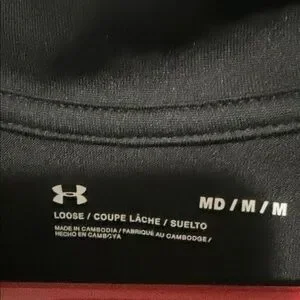 MD / M / M
LOOSE / COUPE LÂCHE / SUELTO
MADE IN CAMBODIA / FABRIQUÉ AU CAMBODGE /
HECHO EN CAMBOYA